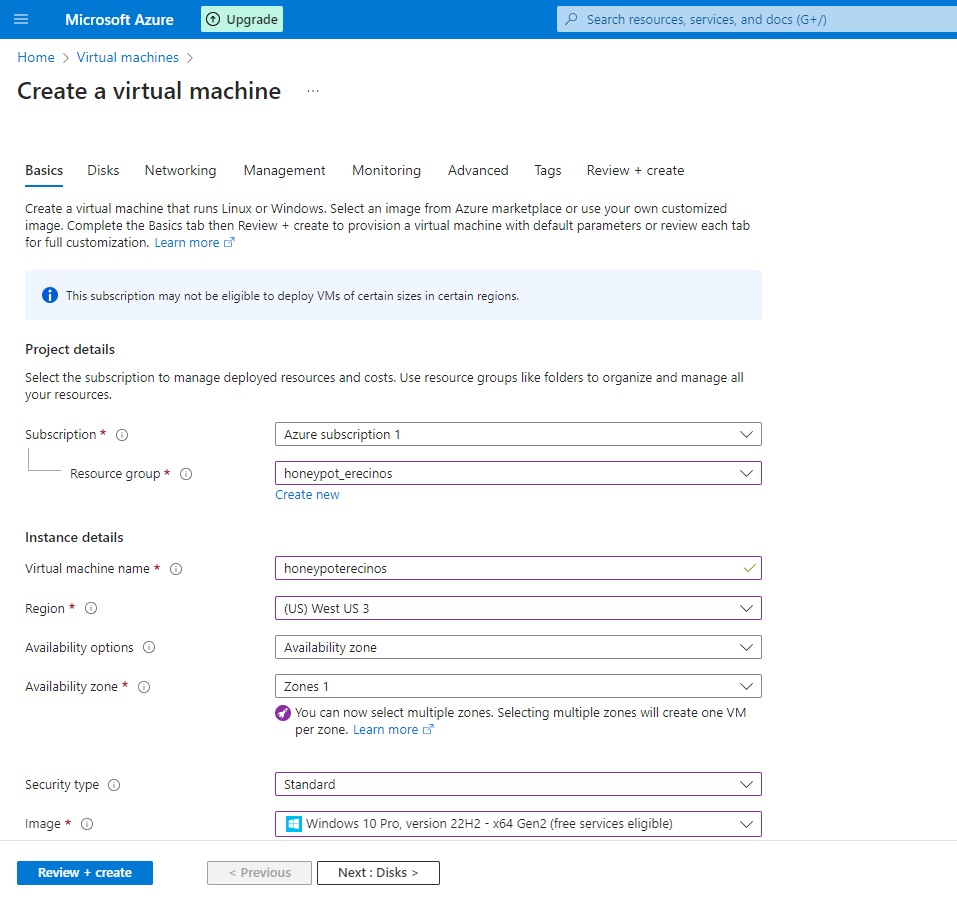 Microsoft Azure
Upgrade
Search resources, services, and docs (G+/)
Home > Virtual machines >
Create a virtual machine ...
Basics Disks Networking Management Monitoring Advanced Tags Review + create
Create a virtual machine that runs Linux or Windows. Select an image from Azure marketplace or use your own customized
image. Complete the Basics tab then Review + create to provision a virtual machine with default parameters or review each tab
for full customization. Learn more
This subscription may not be eligible to deploy VMs of certain sizes in certain regions.
Project details
Select the subscription to manage deployed resources and costs. Use resource groups like folders to organize and manage all
your resources.
Subscription * Azure subscription 1
Resource group * honeypot_erecinos
Create new
Instance details
Virtual machine name * honeypoterecinos
Region * (US) West US 3
Availability options Availability zone
Availability zone * Zones 1
You can now select multiple zones. Selecting multiple zones will create one VM
per zone. Learn more
Security type Standard
Image * Windows 10 Pro, version 22H2 - x64 Gen2 (free services eligible)
Review + create < Previous Next : Disks >